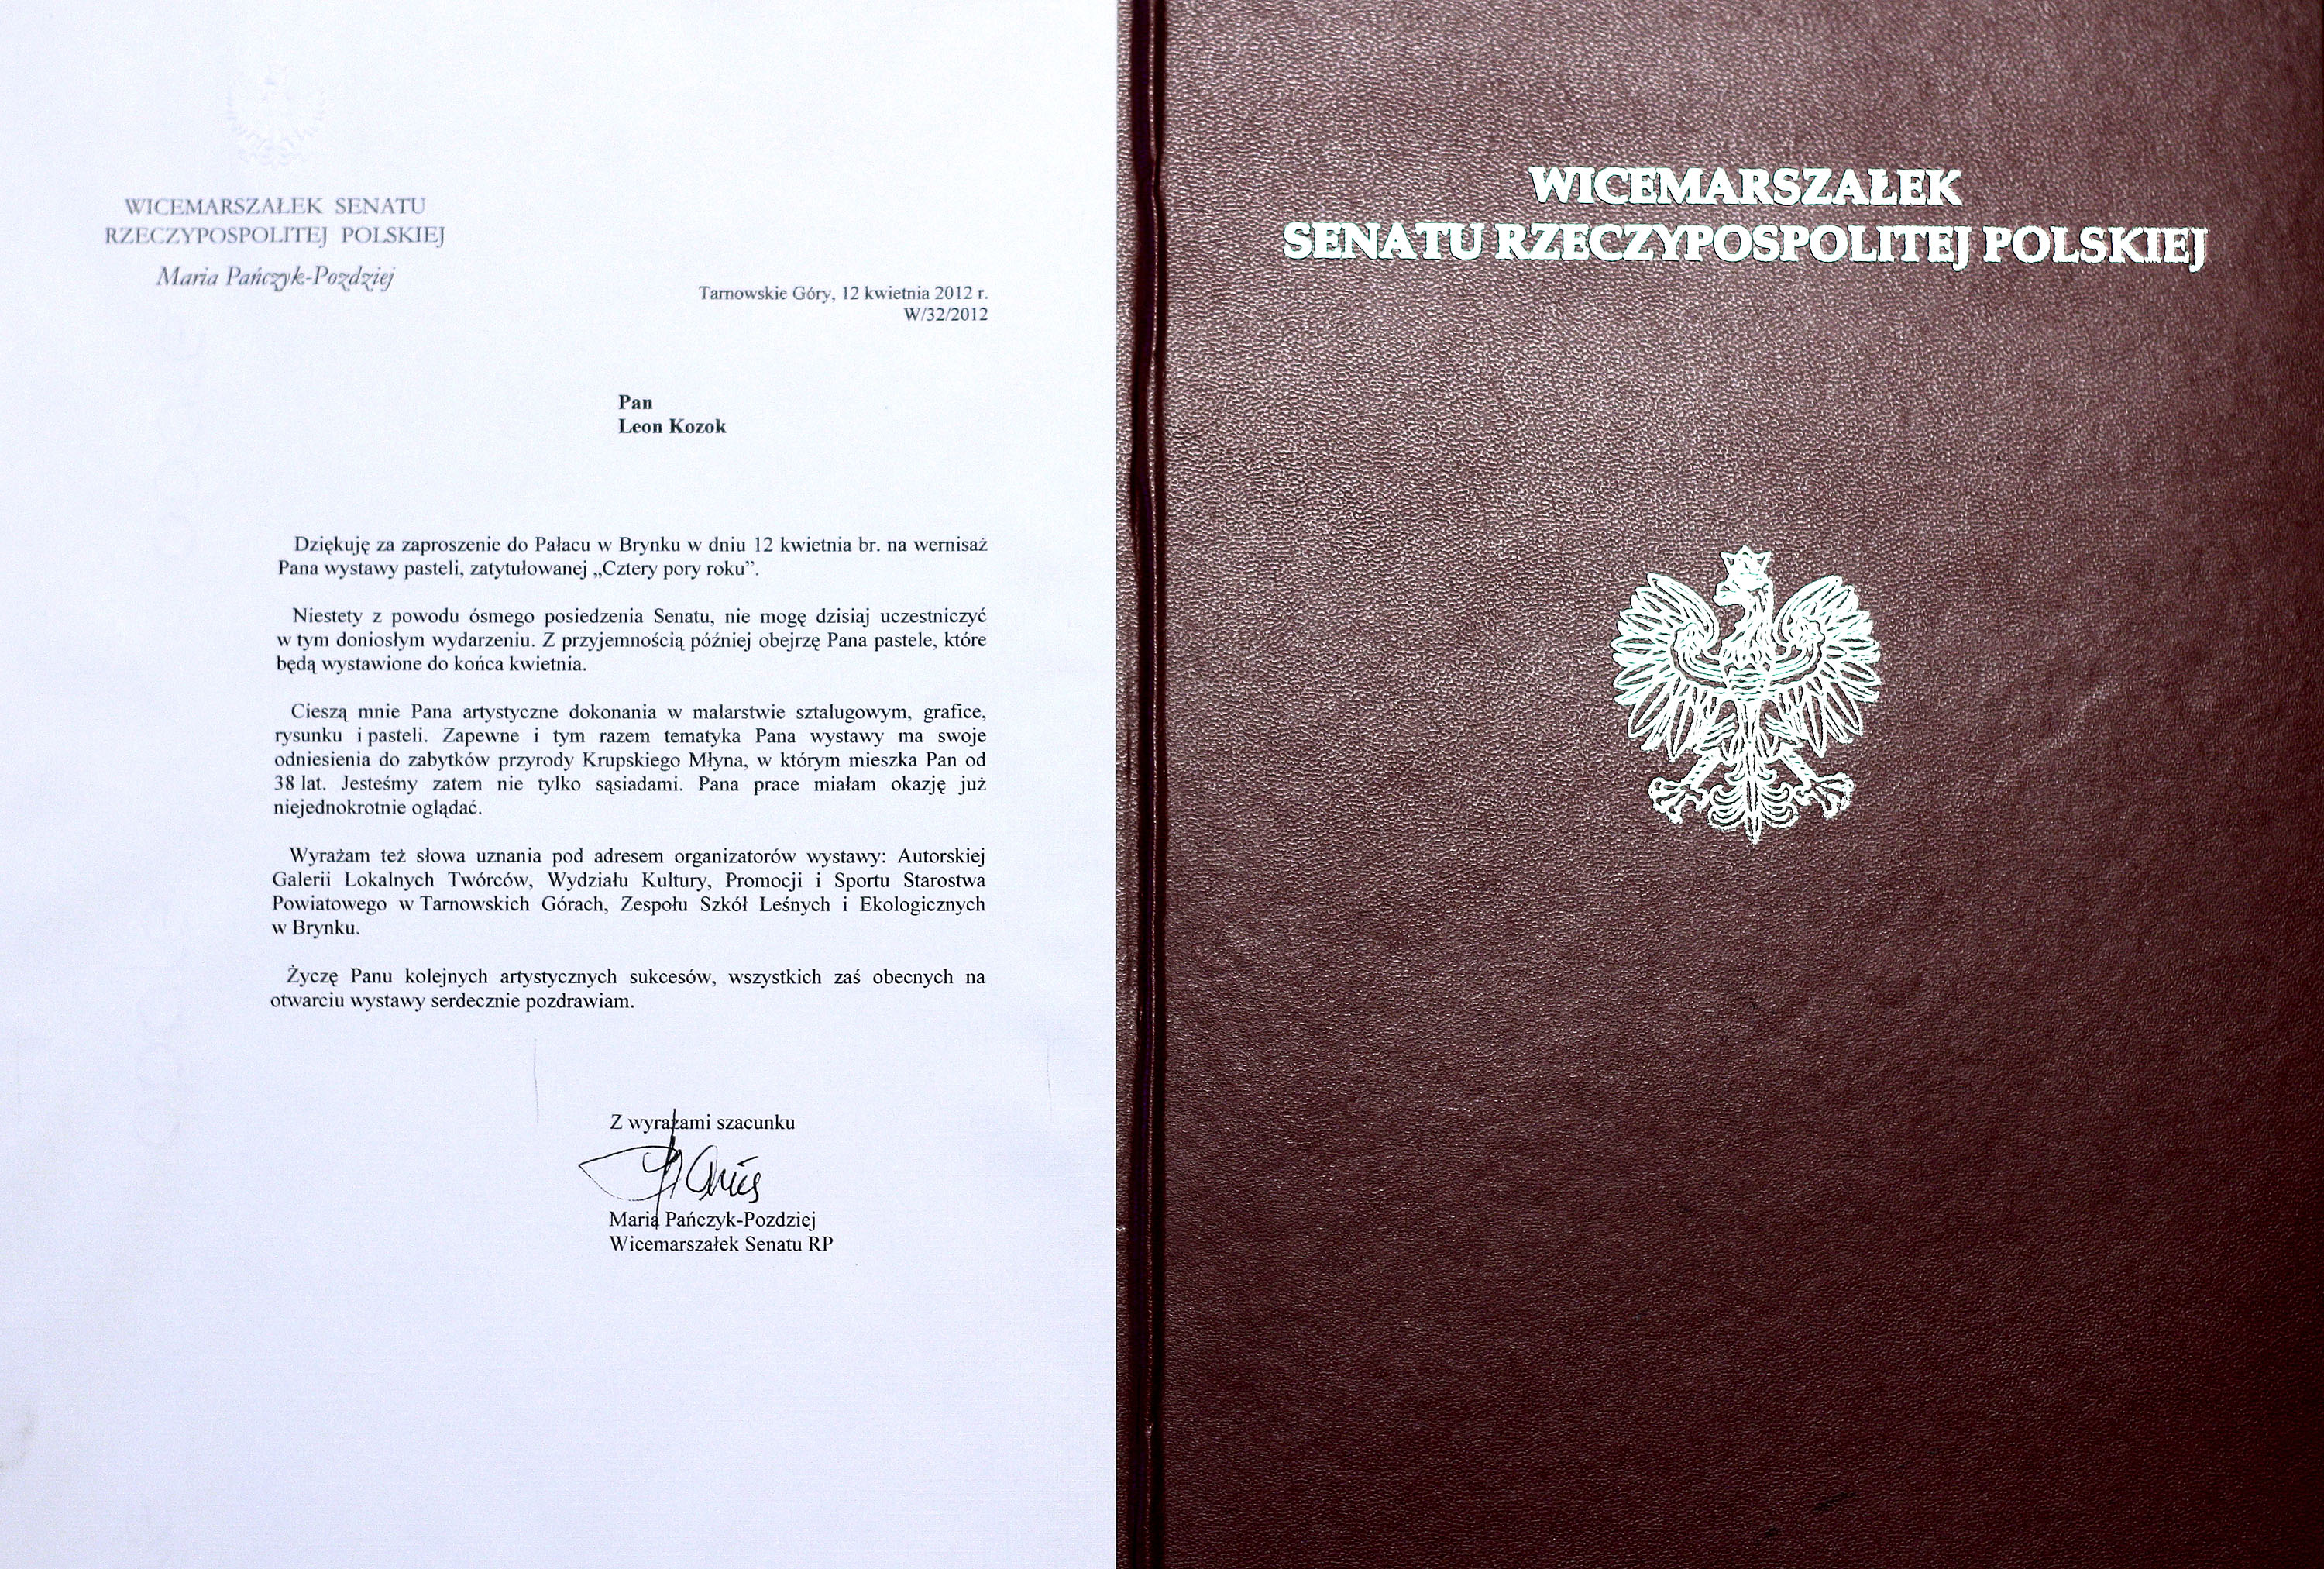 WICEMARSZAŁEK SENATU
RZECZYPOSPOLITEJ POLSKIEJ
Maria Pańczyk-Pozdziej
Tarnowskie Góry, 12 kwietnia 2012 r.
W/32/2012
Pan
Leon Kozok
Dziękuję za zaproszenie do Pałacu w Brynku w dniu 12 kwietnia br. na wernisaż
Pana wystawy pasteli, zatytułowanej „Cztery pory roku”.
Niestety z powodu ósmego posiedzenia Senatu, nie mogę dzisiaj uczestniczyć
w tym doniosłym wydarzeniu. Z przyjemnością później obejrzę Pana pastele, które
będą wystawione do końca kwietnia.
Cieszą mnie Pana artystyczne dokonania w malarstwie sztalugowym, grafice,
rysunku i pasteli. Zapewne i tym razem tematyka Pana wystawy ma swoje
odniesienia do zabytków przyrody Krupskiego Młyna, w którym mieszka Pan od
38 lat. Jesteśmy zatem nie tylko sąsiadami. Pana prace miałam okazję już
niejednokrotnie oglądać.
Wyrażam też słowa uznania pod adresem organizatorów wystawy: Autorskiej
Galerii Lokalnych Twórców, Wydziału Kultury, Promocji i Sportu Starostwa
Powiatowego w Tarnowskich Górach, Zespołu Szkół Leśnych i Ekologicznych
w Brynku.
Życzę Panu kolejnych artystycznych sukcesów, wszystkich zaś obecnych na
otwarciu wystawy serdecznie pozdrawiam.
Z wyrażami szacunku
Maria Pańczyk-Pozdziej
Wicemarszałek Senatu RP
WICEMARSZAŁEK
SENATU RZECZYPOSPOLITEJ POLSKIEJ